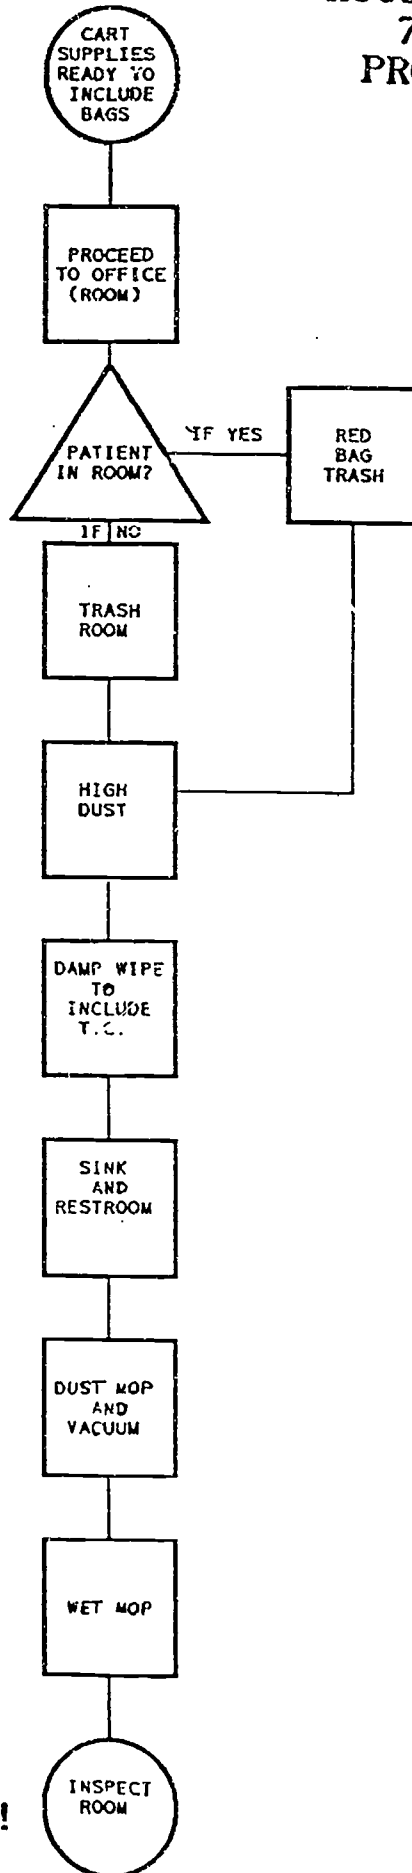 7
PRO
CART
SUPPLIES
READY TO
INCLUDE
BAGS
PROCEED
TO OFFICE
(ROOM)
PATIENT
IN ROOM?
IF YES
RED
BAG
TRASH
IF NO
TRASH
ROOM
HIGH
DUST
DAMP WIPE
TO
INCLUDE
T.C.
SINK
AND
RESTROOM
DUST MOP
AND
VACUUM
WET MOP
INSPECT
ROOM
!